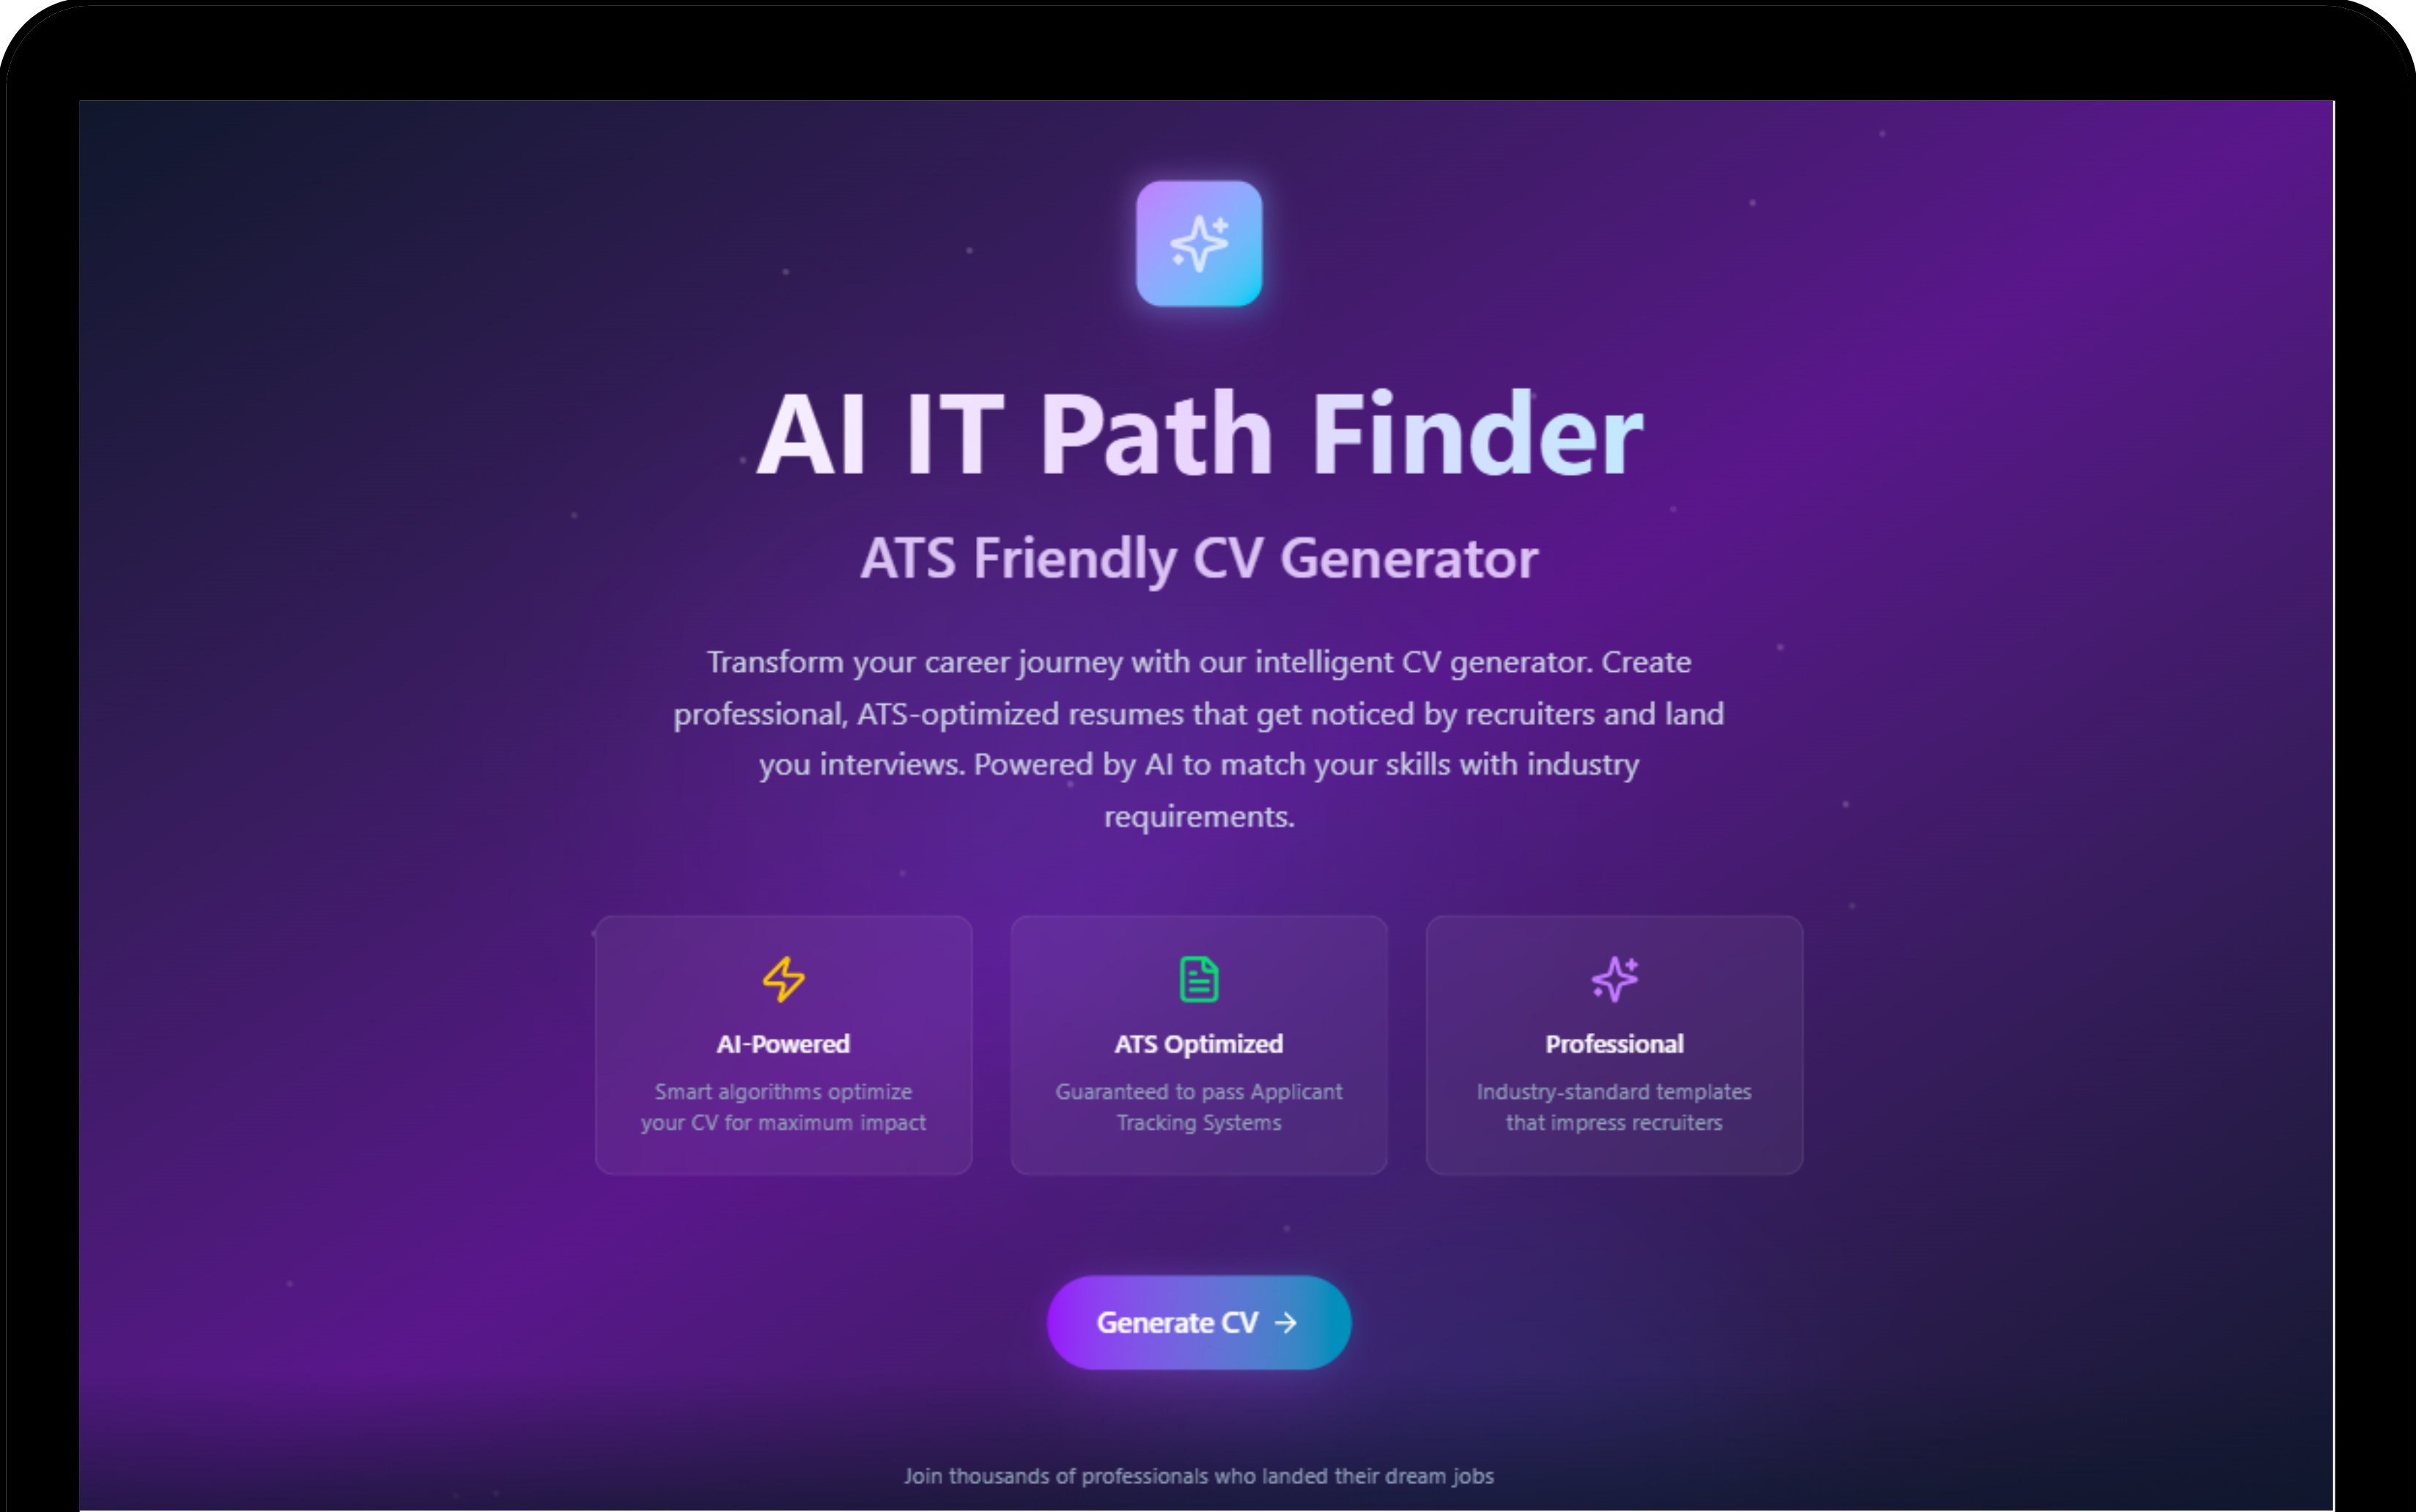 AI IT Path Finder
ATS Friendly CV Generator
Transform your career journey with our intelligent CV generator. Create
professional, ATS-optimized resumes that get noticed by recruiters and land
you interviews. Powered by AI to match your skills with industry
requirements.
AI-Powered
Smart algorithms optimize
your CV for maximum impact
ATS Optimized
Guaranteed to pass Applicant
Tracking Systems
Professional
Industry-standard templates
that impress recruiters
Generate CV →
Join thousands of professionals who landed their dream jobs